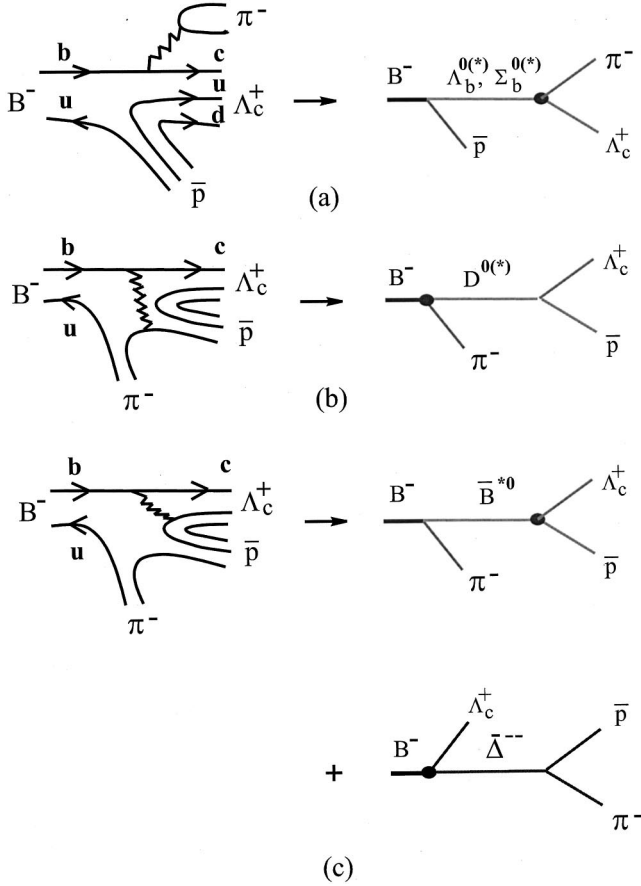 π⁻
b c
B⁻ u u Λc⁺
d
p̄
(a)
B⁻ Λb⁰⁽*⁾, Σb⁰⁽*⁾ π⁻
p̄ Λc⁺
b c
B⁻ Λc⁺
u p̄
π⁻
(b)
B⁻ D⁰⁽*⁾ Λc⁺
π⁻ p̄
b c
B⁻ Λc⁺
u p̄
π⁻
B⁻ B̄*⁰ Λc⁺
π⁻ p̄
+
Λc⁺ p̄
B⁻ Δ̄⁻⁻
π⁻
(c)